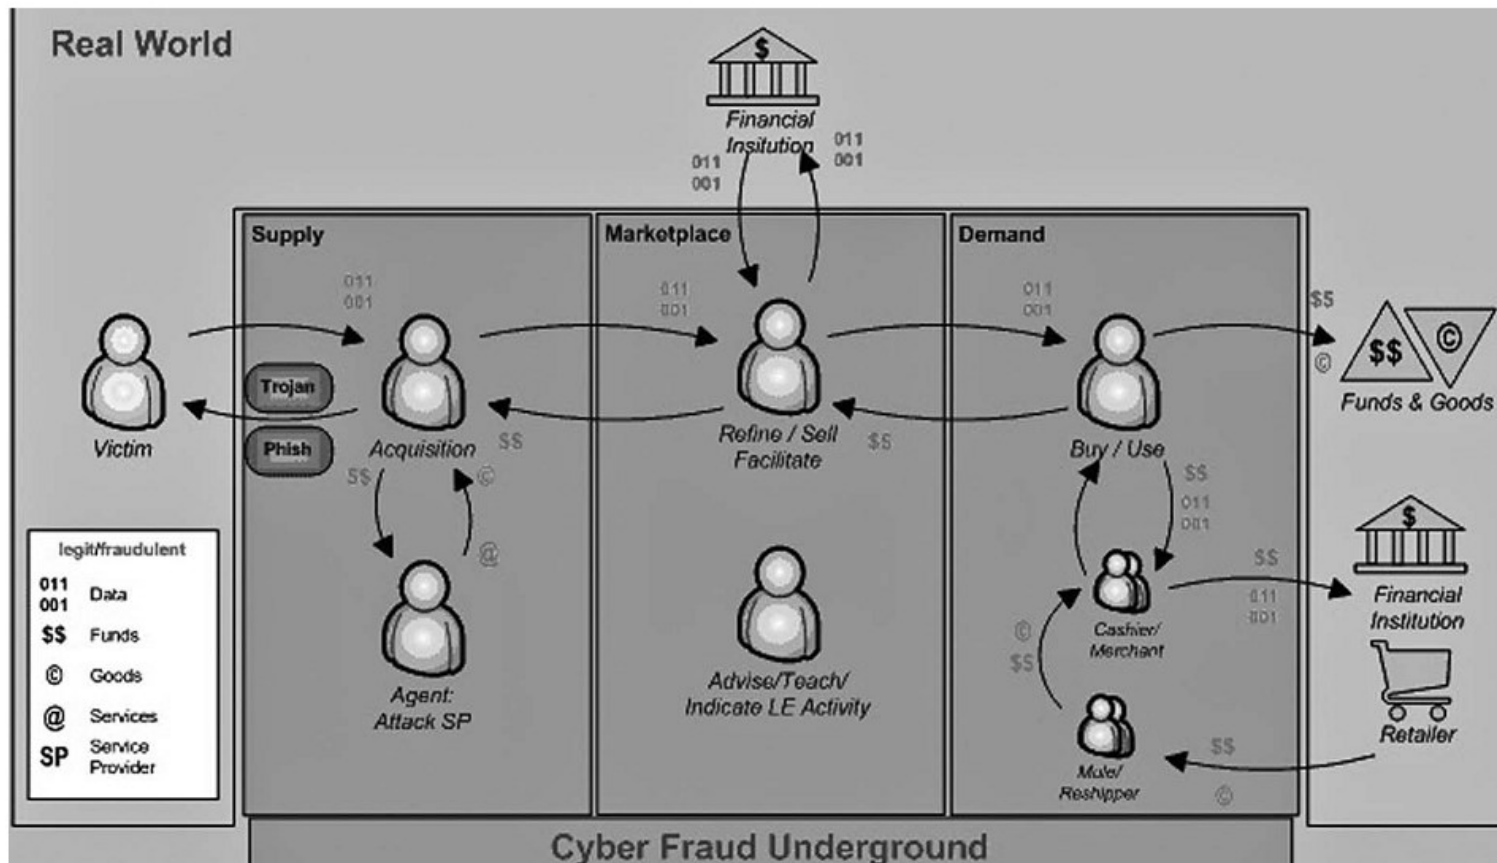 Real World
$
Financial
Insitution
011
001
011
001
Supply
Marketplace
Demand
011
001
011
001
011
001
$$
©
$$
©
Funds & Goods
Trojan
Phish
Victim
Acquisition
$$
Refine / Sell
Facilitate
$$
Buy / Use
$$
©
@
$$
011
001
$
Financial
Institution
$$
011
001
Cashier/
Merchant
©
$$
Agent:
Attack SP
Advise/Teach/
Indicate LE Activity
Mule/
Reshipper
$$
©
Retailer
legit/fraudulent
011
001
Data
$$ Funds
© Goods
@ Services
SP Service
Provider
Cyber Fraud Underground